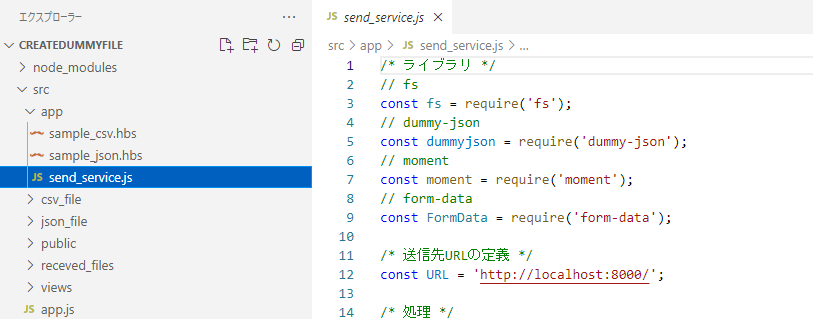 エクスプローラー
CREATEDUMMYFILE
node_modules
src
app
sample_csv.hbs
sample_json.hbs
JS send_service.js
csv_file
json_file
public
receved_files
views
JS app.js
JS send_service.js
src > app > JS send_service.js > ...
1 /* ライブラリ */
2 // fs
3 const fs = require('fs');
4 // dummy-json
5 const dummyjson = require('dummy-json');
6 // moment
7 const moment = require('moment');
8 // form-data
9 const FormData = require('form-data');
10
11 /* 送信先URLの定義 */
12 const URL = 'http://localhost:8000/';
13
14 /* 処理 */